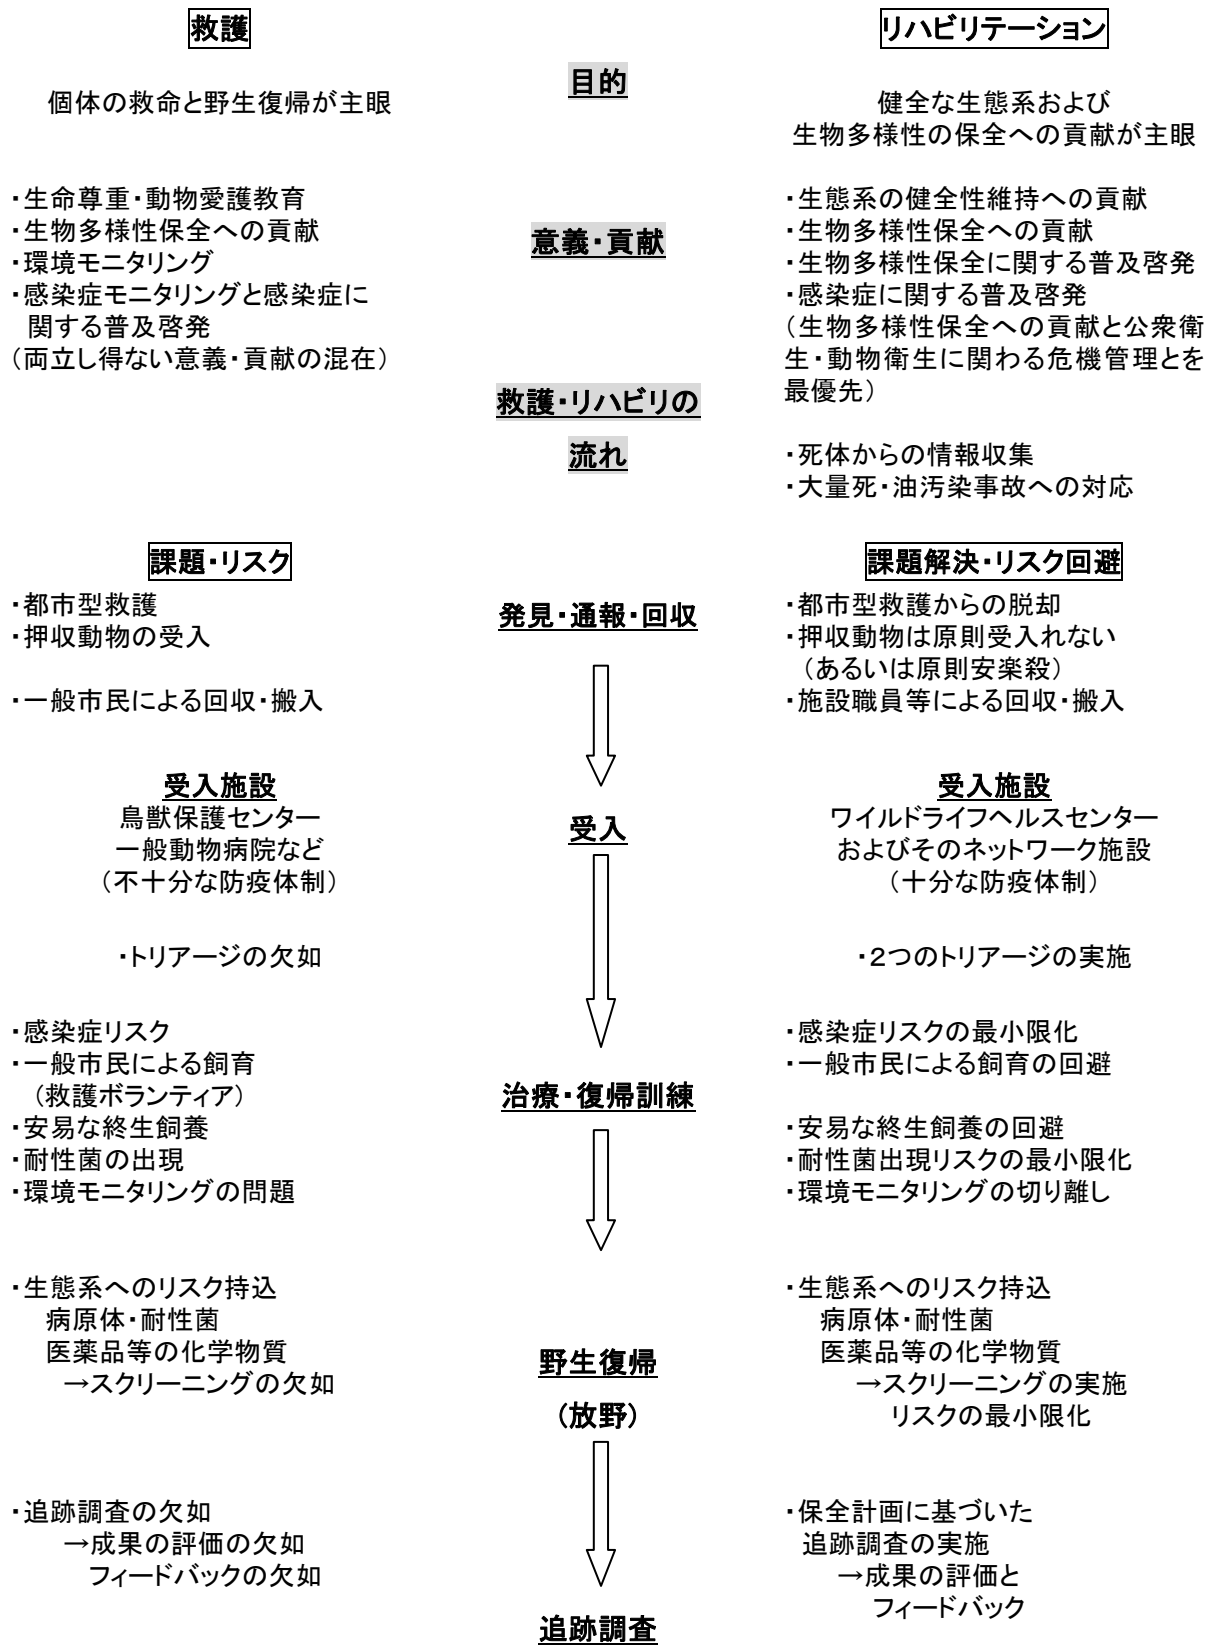 救護
リハビリテーション
目的
個体の救命と野生復帰が主眼
健全な生態系および
生物多様性の保全への貢献が主眼
・生命尊重・動物愛護教育
・生物多様性保全への貢献
・環境モニタリング
・感染症モニタリングと感染症に
関する普及啓発
（両立し得ない意義・貢献の混在）
意義・貢献
・生態系の健全性維持への貢献
・生物多様性保全への貢献
・生物多様性保全に関する普及啓発
・感染症に関する普及啓発
（生物多様性保全への貢献と公衆衛
生・動物衛生に関わる危機管理とを
最優先）
救護・リハビリの
流れ
・死体からの情報収集
・大量死・油汚染事故への対応
課題・リスク
課題解決・リスク回避
・都市型救護
・押収動物の受入
・一般市民による回収・搬入
発見・通報・回収
・都市型救護からの脱却
・押収動物は原則受入れない
（あるいは原則安楽殺）
・施設職員等による回収・搬入
受入施設
鳥獣保護センター
一般動物病院など
（不十分な防疫体制）
受入
受入施設
ワイルドライフヘルスセンター
およびそのネットワーク施設
（十分な防疫体制）
・トリアージの欠如
・２つのトリアージの実施
・感染症リスク
・一般市民による飼育
（救護ボランティア）
・安易な終生飼養
・耐性菌の出現
・環境モニタリングの問題
治療・復帰訓練
・感染症リスクの最小限化
・一般市民による飼育の回避
・安易な終生飼養の回避
・耐性菌出現リスクの最小限化
・環境モニタリングの切り離し
・生態系へのリスク持込
病原体・耐性菌
医薬品等の化学物質
→スクリーニングの欠如
野生復帰
（放野）
・生態系へのリスク持込
病原体・耐性菌
医薬品等の化学物質
→スクリーニングの実施
リスクの最小限化
・追跡調査の欠如
→成果の評価の欠如
フィードバックの欠如
・保全計画に基づいた
追跡調査の実施
→成果の評価と
フィードバック
追跡調査